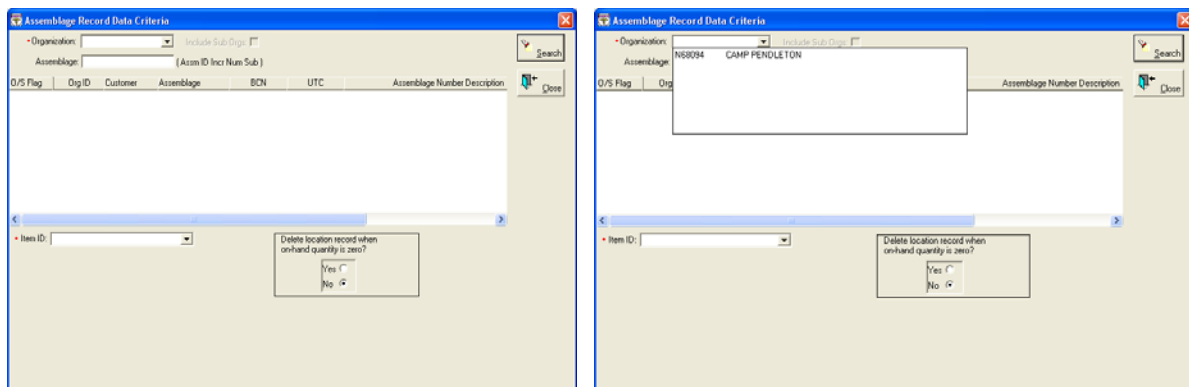 Assemblage Record Data Criteria
• Organization: Include Sub Orgs:
Assemblage: (Assm ID Incr Num Sub)
Search
O/S Flag Org ID Customer Assemblage BCN UTC Assemblage Number Description
Close
• Item ID:
Delete location record when
on-hand quantity is zero?
Yes
No
Assemblage Record Data Criteria
• Organization: Include Sub Orgs:
Assemblage:
N68094 CAMP PENDLETON
Search
O/S Flag Org Assemblage Number Description
Close
• Item ID:
Delete location record when
on-hand quantity is zero?
Yes
No